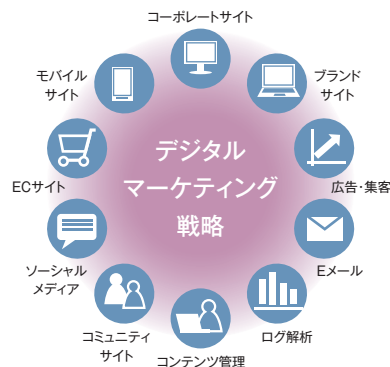 コーポレートサイト
モバイル
サイト
ブランド
サイト
デジタル
マーケティング
戦略
ECサイト
広告・集客
ソーシャル
メディア
Eメール
コミュニティ
サイト
ログ解析
コンテンツ管理